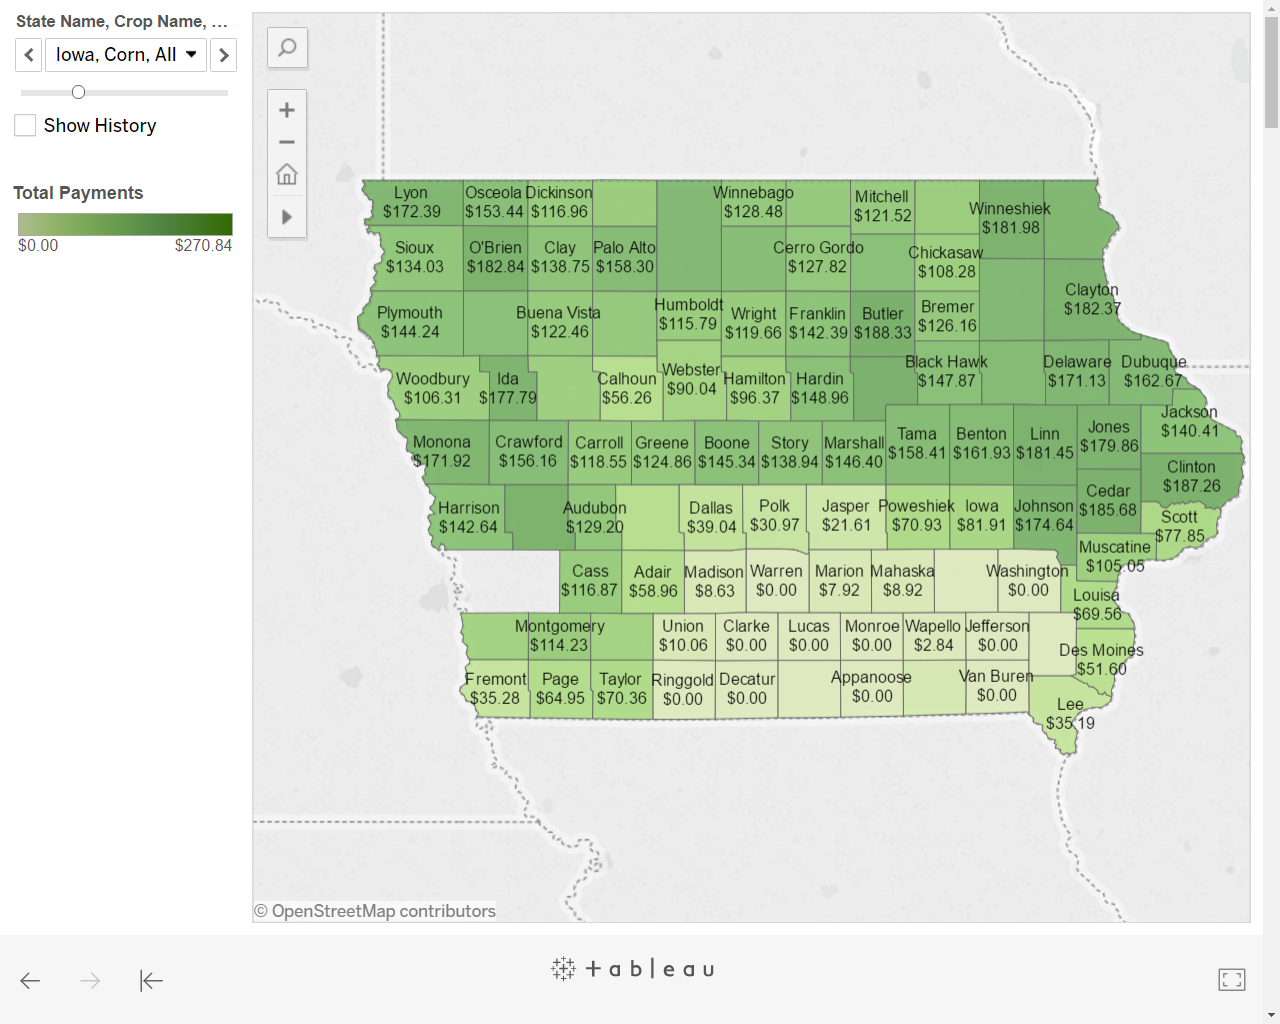 State Name, Crop Name, ...
Iowa, Corn, All
Show History
Total Payments
$0.00 $270.84
Lyon
$172.39
Osceola
$153.44
Dickinson
$116.96
Winnebago
$128.48
Mitchell
$121.52
Winneshiek
$181.98
Sioux
$134.03
O'Brien
$182.84
Clay
$138.75
Palo Alto
$158.30
Cerro Gordo
$127.82
Chickasaw
$108.28
Clayton
$182.37
Plymouth
$144.24
Buena Vista
$122.46
Humboldt
$115.79
Wright
$119.66
Franklin
$142.39
Butler
$188.33
Bremer
$126.16
Woodbury
$106.31
Ida
$177.79
Calhoun
$56.26
Webster
$90.04
Hamilton
$96.37
Hardin
$148.96
Black Hawk
$147.87
Delaware
$171.13
Dubuque
$162.67
Jackson
$140.41
Monona
$171.92
Crawford
$156.16
Carroll
$118.55
Greene
$124.86
Boone
$145.34
Story
$138.94
Marshall
$146.40
Tama
$158.41
Benton
$161.93
Linn
$181.45
Jones
$179.86
Clinton
$187.26
Harrison
$142.64
Audubon
$129.20
Dallas
$39.04
Polk
$30.97
Jasper
$21.61
Poweshiek
$70.93
Iowa
$81.91
Johnson
$174.64
Cedar
$185.68
Scott
$77.85
Muscatine
$105.05
Cass
$116.87
Adair
$58.96
Madison
$8.63
Warren
$0.00
Marion
$7.92
Mahaska
$8.92
Washington
$0.00
Louisa
$69.56
Montgomery
$114.23
Union
$10.06
Clarke
$0.00
Lucas
$0.00
Monroe
$0.00
Wapello
$2.84
Jefferson
$0.00
Des Moines
$51.60
Fremont
$35.28
Page
$64.95
Taylor
$70.36
Ringgold
$0.00
Decatur
$0.00
Appanoose
$0.00
Van Buren
$0.00
Lee
$35.19
© OpenStreetMap contributors
+ableau